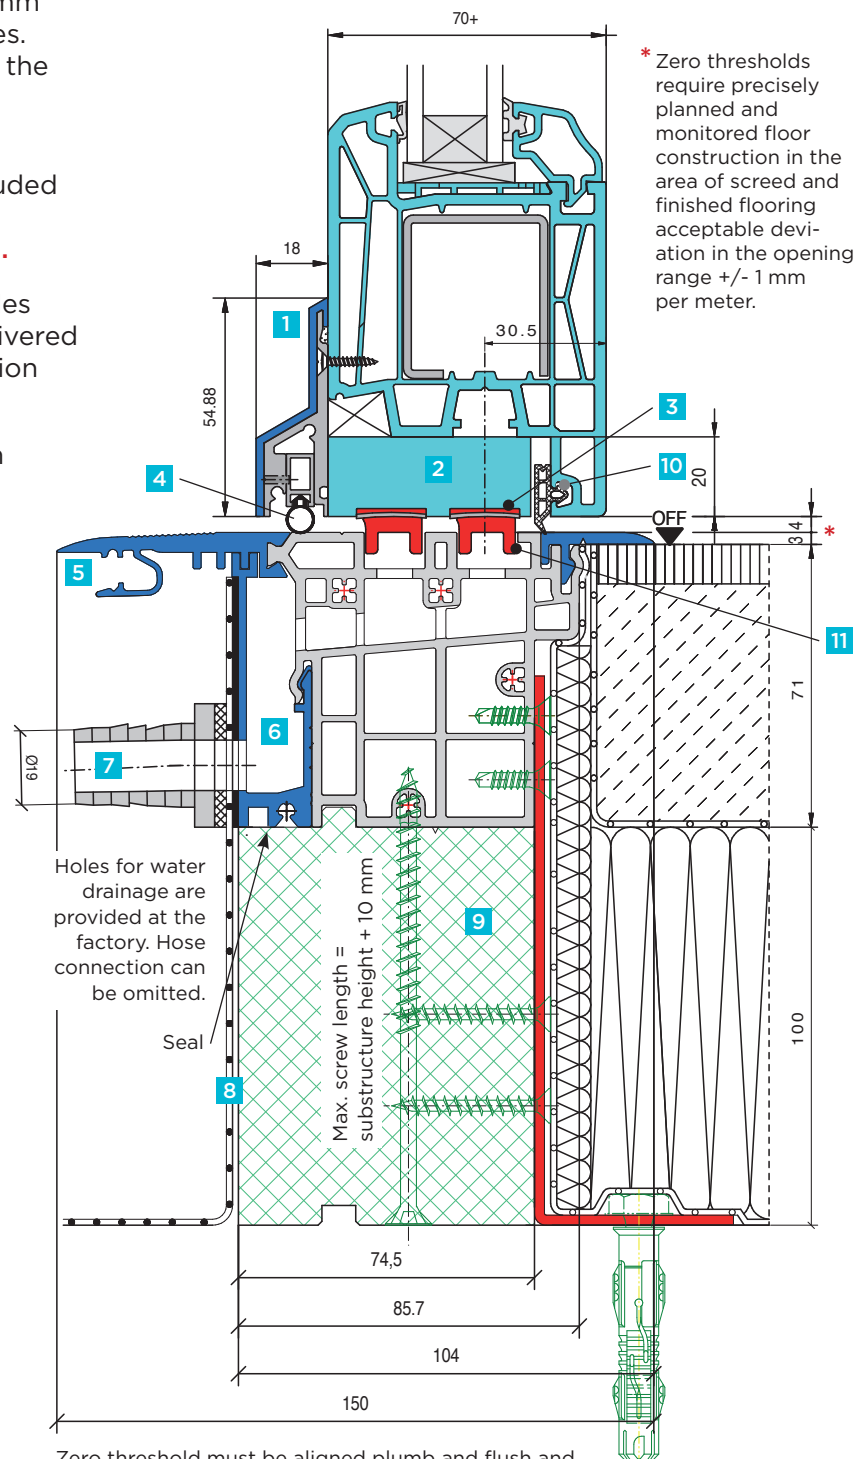 mm
es.
the
uded
.
es
ivered
ion
n
70+
* Zero thresholds
require precisely
planned and
monitored floor
construction in the
area of screed and
finished flooring
acceptable devi-
ation in the opening
range +/- 1 mm
per meter.
18
1
30.5
54.88
3
2
10
4
20
OFF
3 4
*
5
11
71
6
7
Ø19
Holes for water
drainage are
provided at the
factory. Hose
connection can
be omitted.
Seal
Max. screw length =
substructure height + 10 mm
9
100
8
74,5
85.7
104
150
Zero threshold must be aligned plumb and flush and